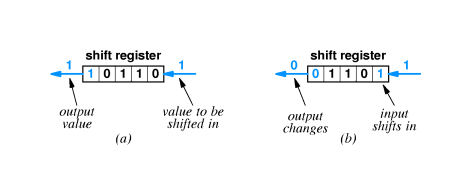 shift register
1 1 0 1 1 0 1
output
value
value to be
shifted in
(a)
shift register
0 0 1 1 0 1 1
output
changes
input
shifts in
(b)